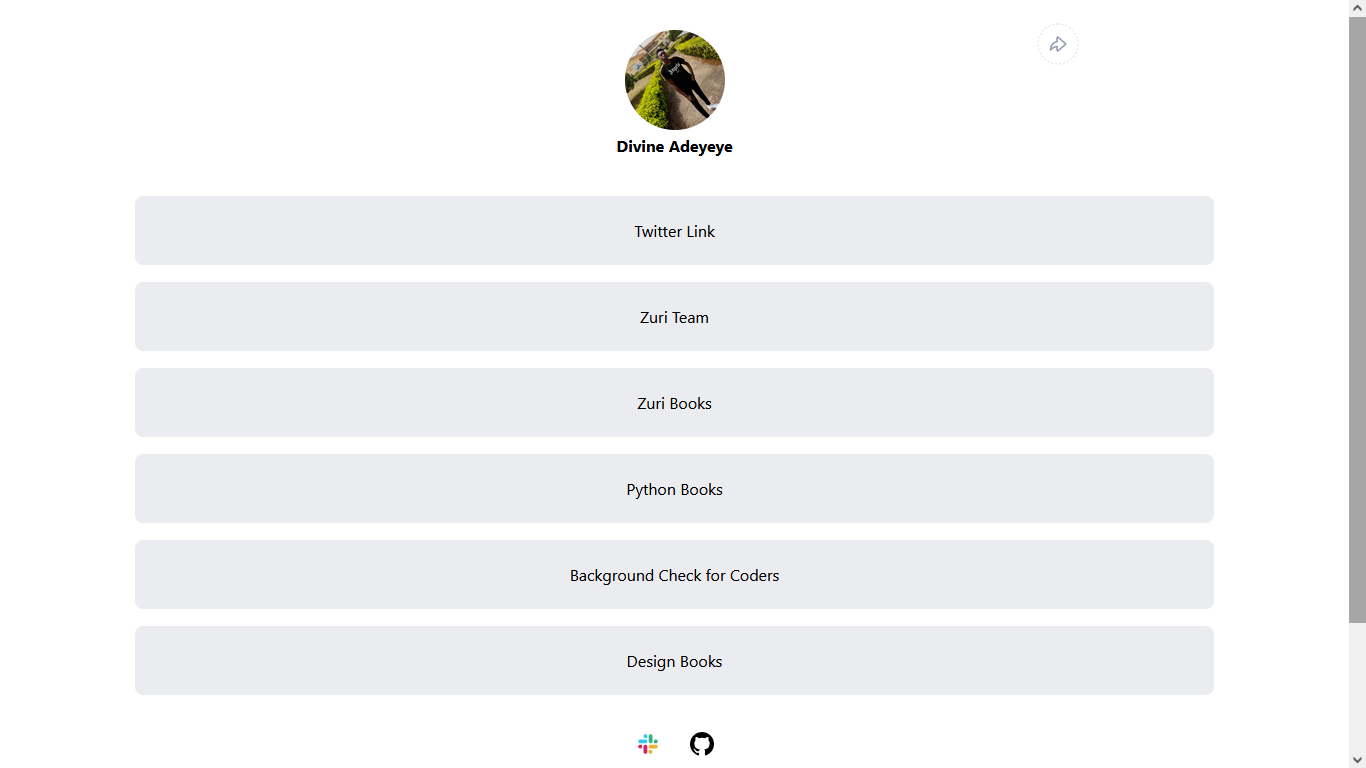 Divine Adeyeye
Twitter Link
Zuri Team
Zuri Books
Python Books
Background Check for Coders
Design Books